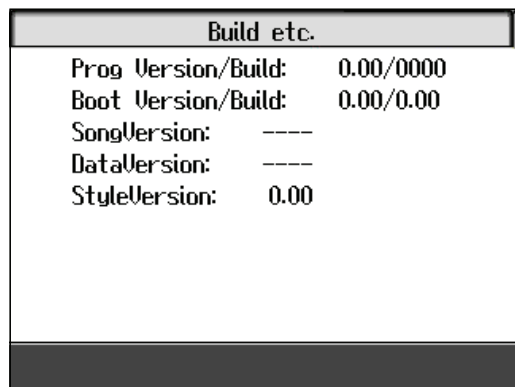 Build etc.
Prog Version/Build: 0.00/0000
Boot Version/Build: 0.00/0.00
SongVersion: ----
DataVersion: ----
StyleVersion: 0.00